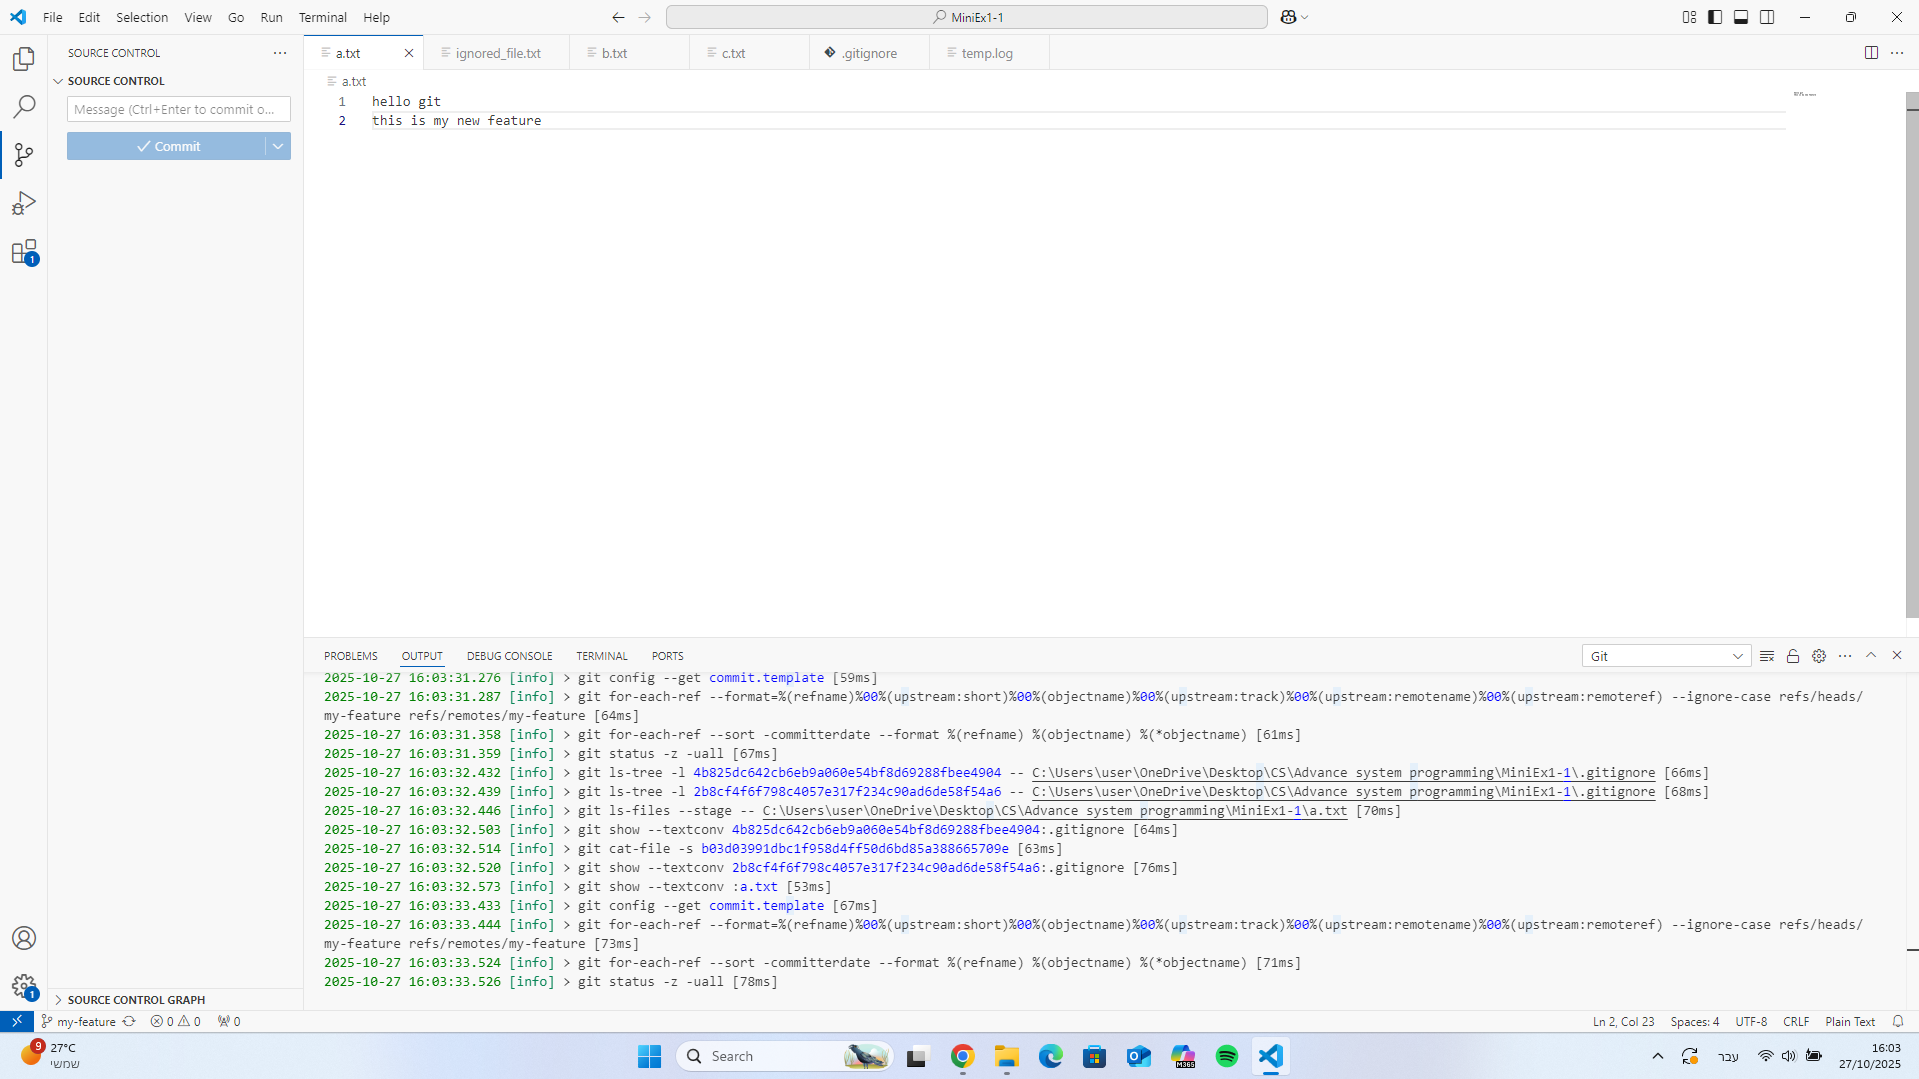 File Edit Selection View Go Run Terminal Help
MiniEx1-1
SOURCE CONTROL
SOURCE CONTROL
Message (Ctrl+Enter to commit o...
Commit
1
a.txt
ignored_file.txt
b.txt
c.txt
.gitignore
temp.log
a.txt
1 hello git
2 this is my new feature
PROBLEMS OUTPUT DEBUG CONSOLE TERMINAL PORTS
Git
2025-10-27 16:03:31.276 [info] > git config --get commit.template [59ms]
2025-10-27 16:03:31.287 [info] > git for-each-ref --format=%(refname)%00%(upstream:short)%00%(objectname)%00%(upstream:track)%00%(upstream:remotename)%00%(upstream:remoteref) --ignore-case refs/heads/
my-feature refs/remotes/my-feature [64ms]
2025-10-27 16:03:31.358 [info] > git for-each-ref --sort -committerdate --format %(refname) %(objectname) %(*objectname) [61ms]
2025-10-27 16:03:31.359 [info] > git status -z -uall [67ms]
2025-10-27 16:03:32.432 [info] > git ls-tree -l 4b825dc642cb6eb9a060e54bf8d69288fbee4904 -- C:\Users\user\OneDrive\Desktop\CS\Advance system programming\MiniEx1-1\.gitignore [66ms]
2025-10-27 16:03:32.439 [info] > git ls-tree -l 2b8cf4f6f798c4057e317f234c90ad6de58f54a6 -- C:\Users\user\OneDrive\Desktop\CS\Advance system programming\MiniEx1-1\.gitignore [68ms]
2025-10-27 16:03:32.446 [info] > git ls-files --stage -- C:\Users\user\OneDrive\Desktop\CS\Advance system programming\MiniEx1-1\a.txt [70ms]
2025-10-27 16:03:32.503 [info] > git show --textconv 4b825dc642cb6eb9a060e54bf8d69288fbee4904:.gitignore [64ms]
2025-10-27 16:03:32.514 [info] > git cat-file -s b03d03991dbc1f958d4ff50d6bd85a388665709e [63ms]
2025-10-27 16:03:32.520 [info] > git show --textconv 2b8cf4f6f798c4057e317f234c90ad6de58f54a6:.gitignore [76ms]
2025-10-27 16:03:32.573 [info] > git show --textconv :a.txt [53ms]
2025-10-27 16:03:33.433 [info] > git config --get commit.template [67ms]
2025-10-27 16:03:33.444 [info] > git for-each-ref --format=%(refname)%00%(upstream:short)%00%(objectname)%00%(upstream:track)%00%(upstream:remotename)%00%(upstream:remoteref) --ignore-case refs/heads/
my-feature refs/remotes/my-feature [73ms]
2025-10-27 16:03:33.524 [info] > git for-each-ref --sort -committerdate --format %(refname) %(objectname) %(*objectname) [71ms]
2025-10-27 16:03:33.526 [info] > git status -z -uall [78ms]
1
SOURCE CONTROL GRAPH
my-feature 0 0 0
Ln 2, Col 23 Spaces: 4 UTF-8 CRLF Plain Text
9
27°C
שמשי
Search
M365
עבר
16:03
27/10/2025